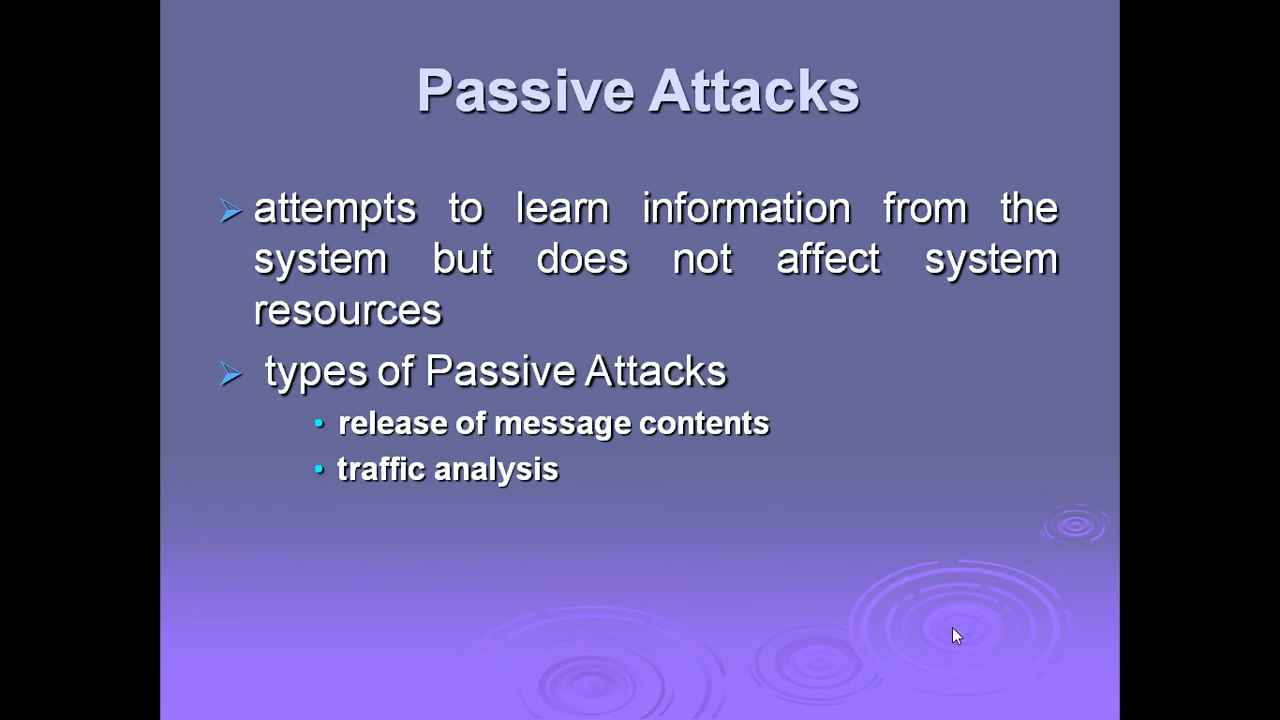 Passive Attacks
attempts to learn information from the
system but does not affect system
resources
types of Passive Attacks
release of message contents
traffic analysis